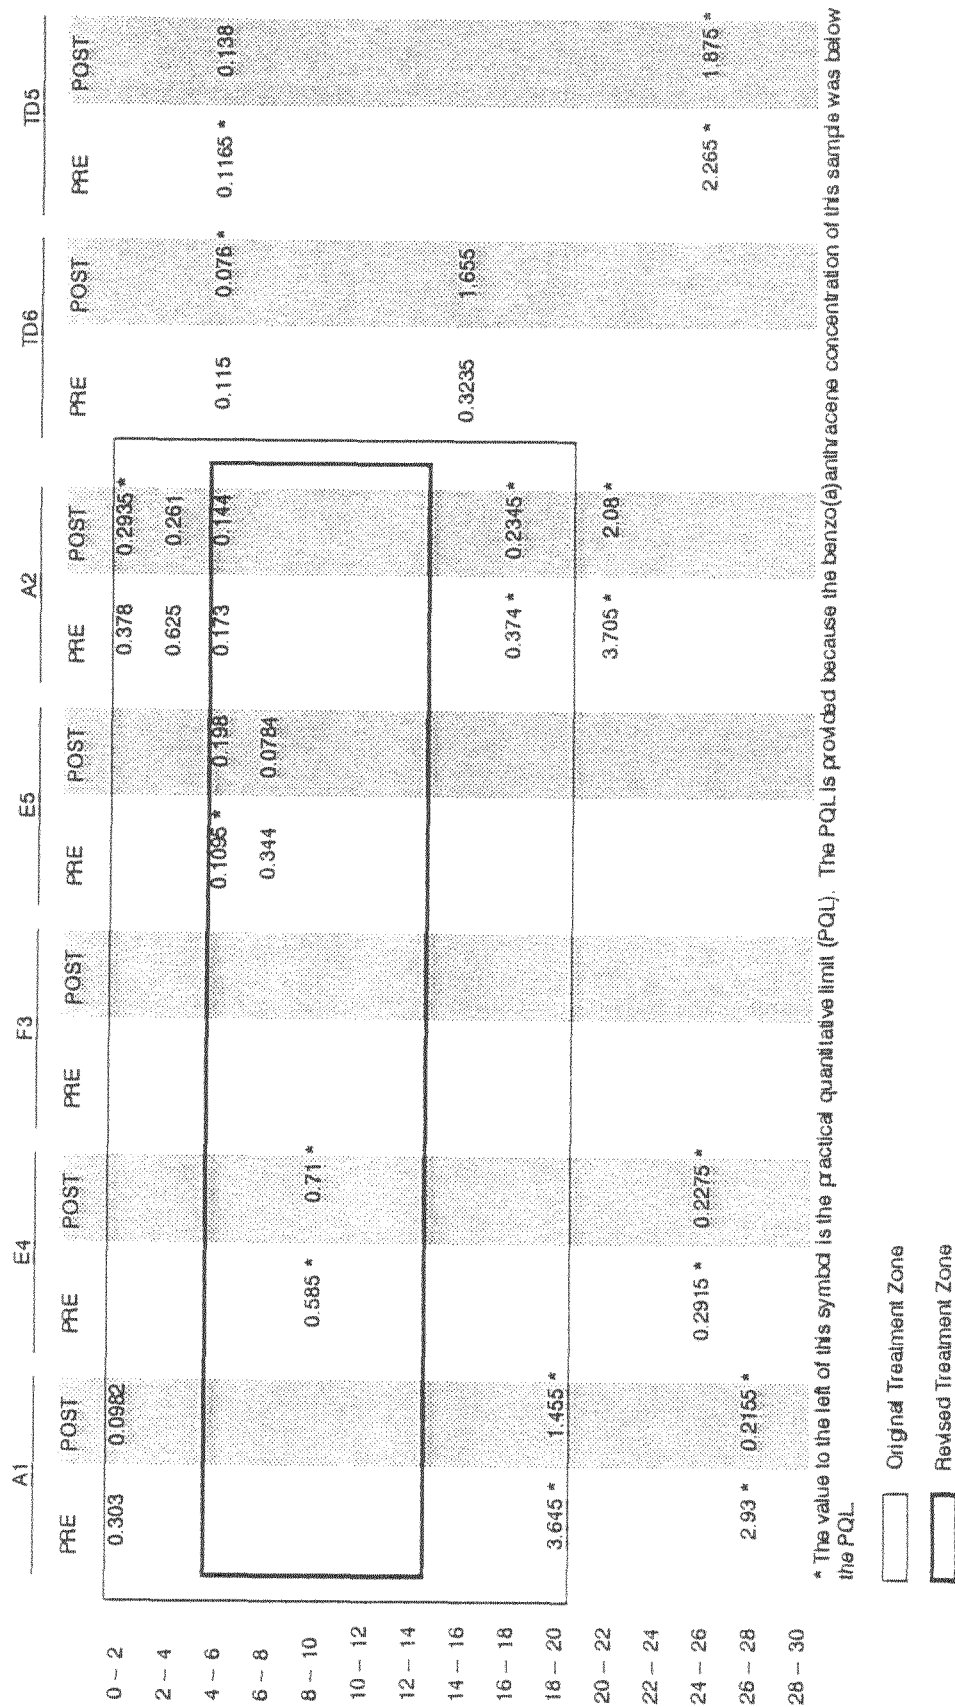 A1 E4 F3 E5 A2 TD6 TD5
PRE POST PRE POST PRE POST PRE POST PRE POST PRE POST PRE POST
0 – 2 0.303 0.0982 0.378 0.2935 *
2 – 4 0.625 0.261
4 – 6 0.1095 * 0.198 0.173 0.144 0.115 0.076 * 0.1165 * 0.138
6 – 8 0.344 0.0784
8 – 10 0.585 * 0.71 *
10 – 12
12 – 14
14 – 16 0.3235 1.655
16 – 18 0.374 * 0.2345 *
18 – 20 3.645 * 1.455 *
20 – 22 3.705 * 2.08 *
22 – 24
24 – 26 0.2915 * 0.2275 * 2.265 * 1.875 *
26 – 28 2.93 * 0.2155 *
28 – 30
* The value to the left of this symbol is the practical quantitative limit (PQL). The PQL is provided because the benzo(a)anthracene concentration of this sample was below
the PQL.
Original Treatment Zone
Revised Treatment Zone